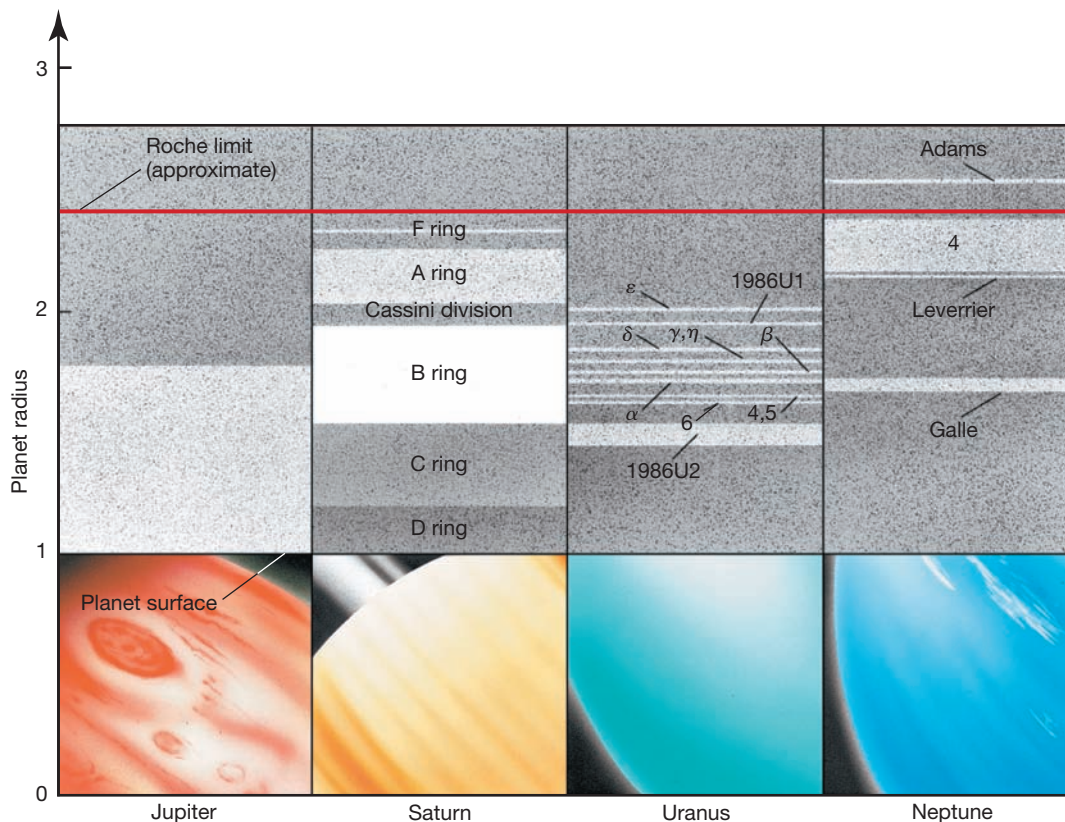 3
Planet radius
2
1
0
Roche limit
(approximate)
Planet surface
Jupiter
F ring
A ring
Cassini division
B ring
C ring
D ring
Saturn
ε
1986U1
δ
γ,η
β
α
6
4,5
1986U2
Uranus
Adams
4
Leverrier
Galle
Neptune